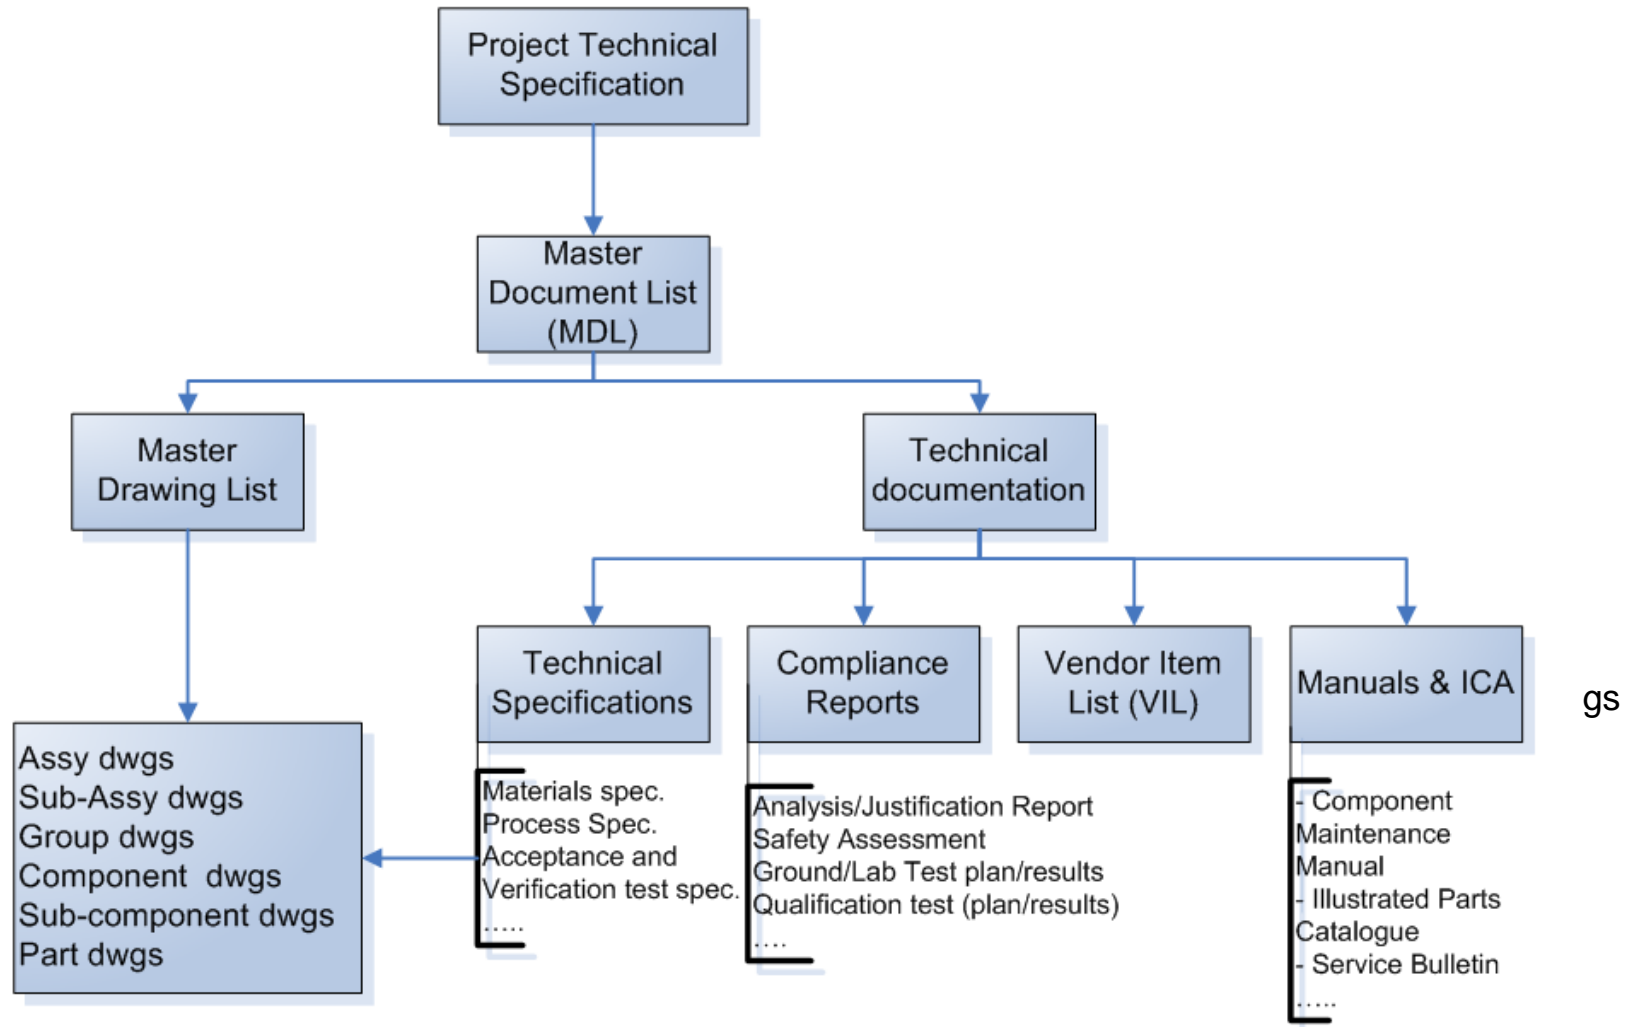 Project Technical
Specification
Master
Document List
(MDL)
Master
Drawing List
Technical
documentation
Technical
Specifications
Compliance
Reports
Vendor Item
List (VIL)
Manuals & ICA
gs
Assy dwgs
Sub-Assy dwgs
Group dwgs
Component dwgs
Sub-component dwgs
Part dwgs
Materials spec.
Process Spec.
Acceptance and
Verification test spec.
.....
Analysis/Justification Report
Safety Assessment
Ground/Lab Test plan/results
Qualification test (plan/results)
....
- Component
Maintenance
Manual
- Illustrated Parts
Catalogue
- Service Bulletin
.....